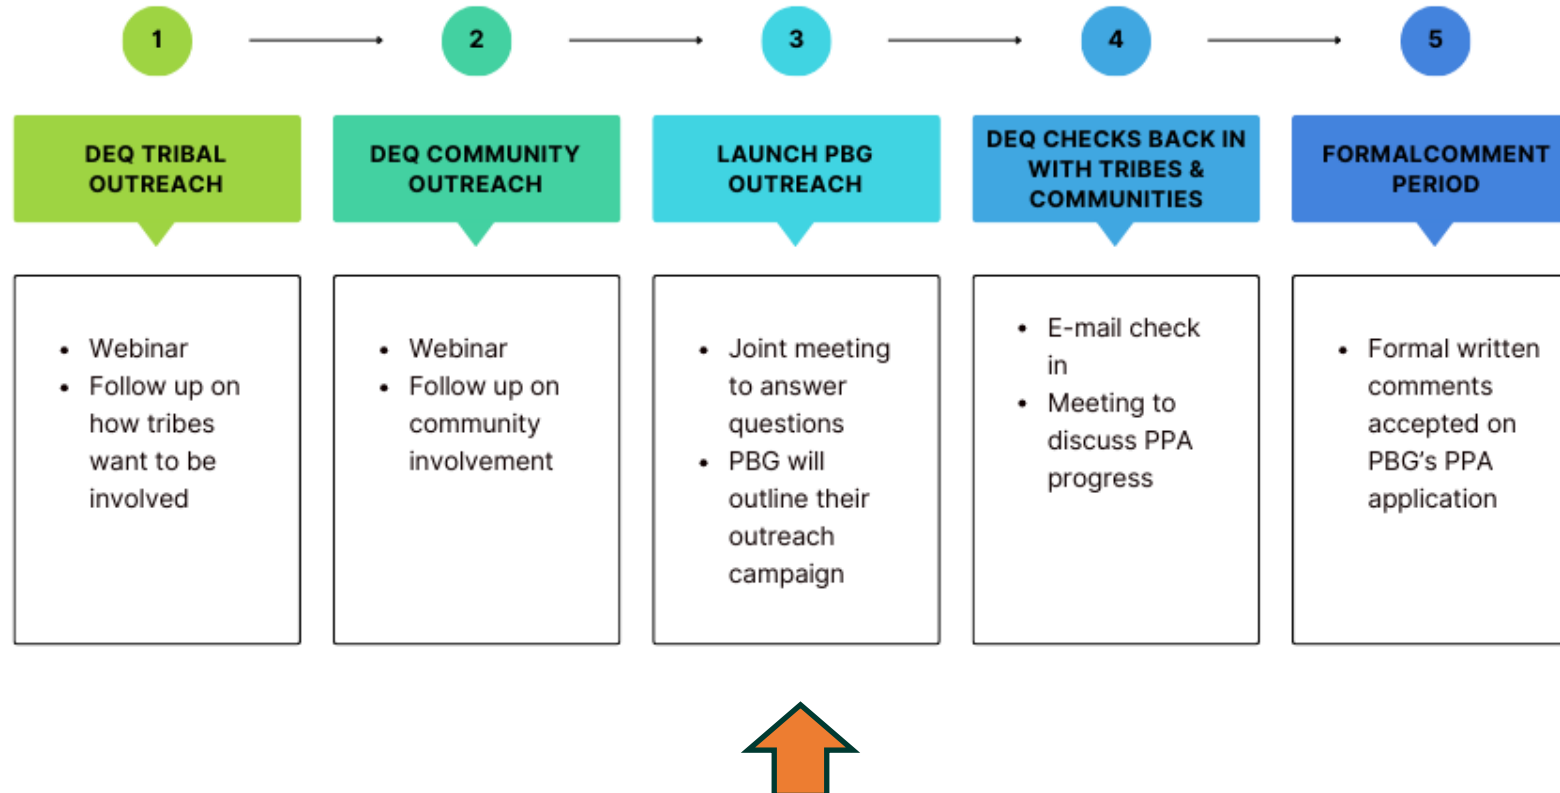 1
2
3
4
5
DEQ TRIBAL
OUTREACH
DEQ COMMUNITY
OUTREACH
LAUNCH PBG
OUTREACH
DEQ CHECKS BACK IN
WITH TRIBES &
COMMUNITIES
FORMALCOMMENT
PERIOD
• Webinar
• Follow up on
how tribes
want to be
involved
• Webinar
• Follow up on
community
involvement
• Joint meeting
to answer
questions
• PBG will
outline their
outreach
campaign
• E-mail check
in
• Meeting to
discuss PPA
progress
• Formal written
comments
accepted on
PBG’s PPA
application